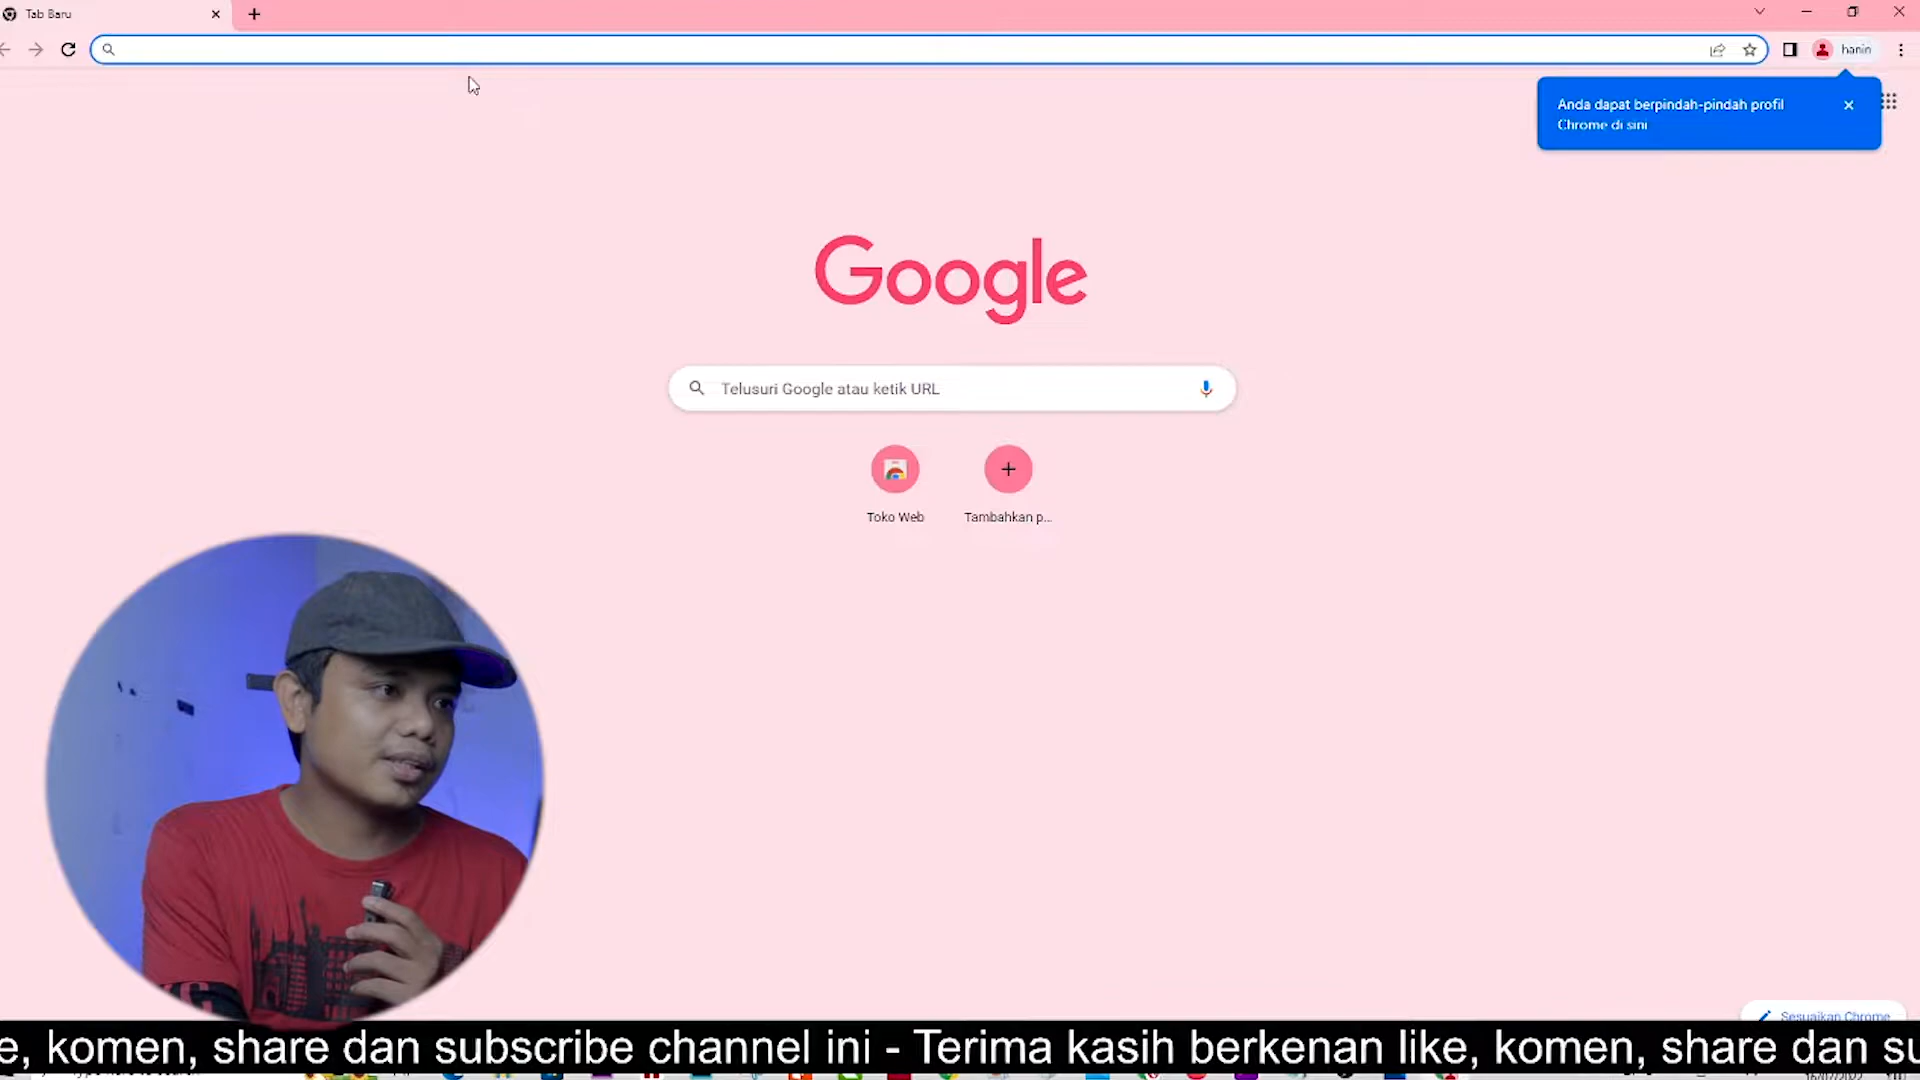 Tab Baru
hanin
Anda dapat berpindah-pindah profil
Chrome di sini
Google
Telusuri Google atau ketik URL
Toko Web
Tambahkan p...
Sesuaikan Chrome
e, komen, share dan subscribe channel ini - Terima kasih berkenan like, komen, share dan su